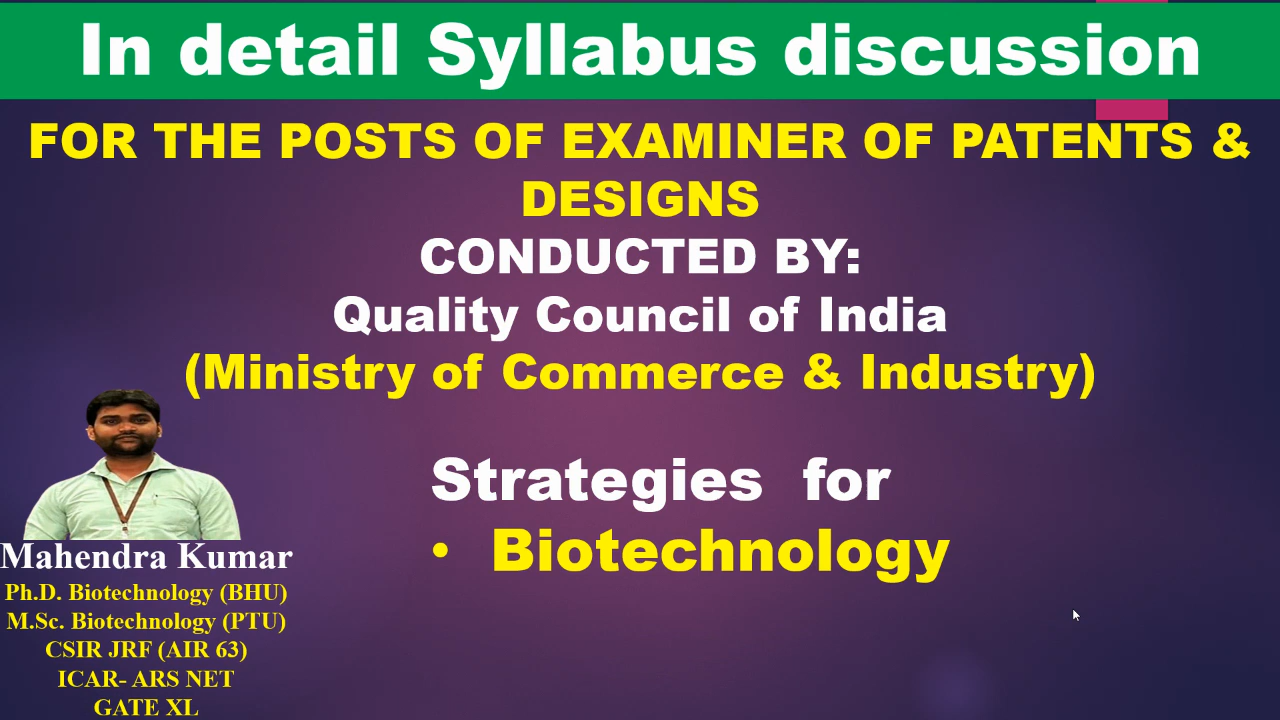 In detail Syllabus discussion
FOR THE POSTS OF EXAMINER OF PATENTS &
DESIGNS
CONDUCTED BY:
Quality Council of India
(Ministry of Commerce & Industry)
Strategies for
• Biotechnology
Mahendra Kumar
Ph.D. Biotechnology (BHU)
M.Sc. Biotechnology (PTU)
CSIR JRF (AIR 63)
ICAR- ARS NET
GATE XL